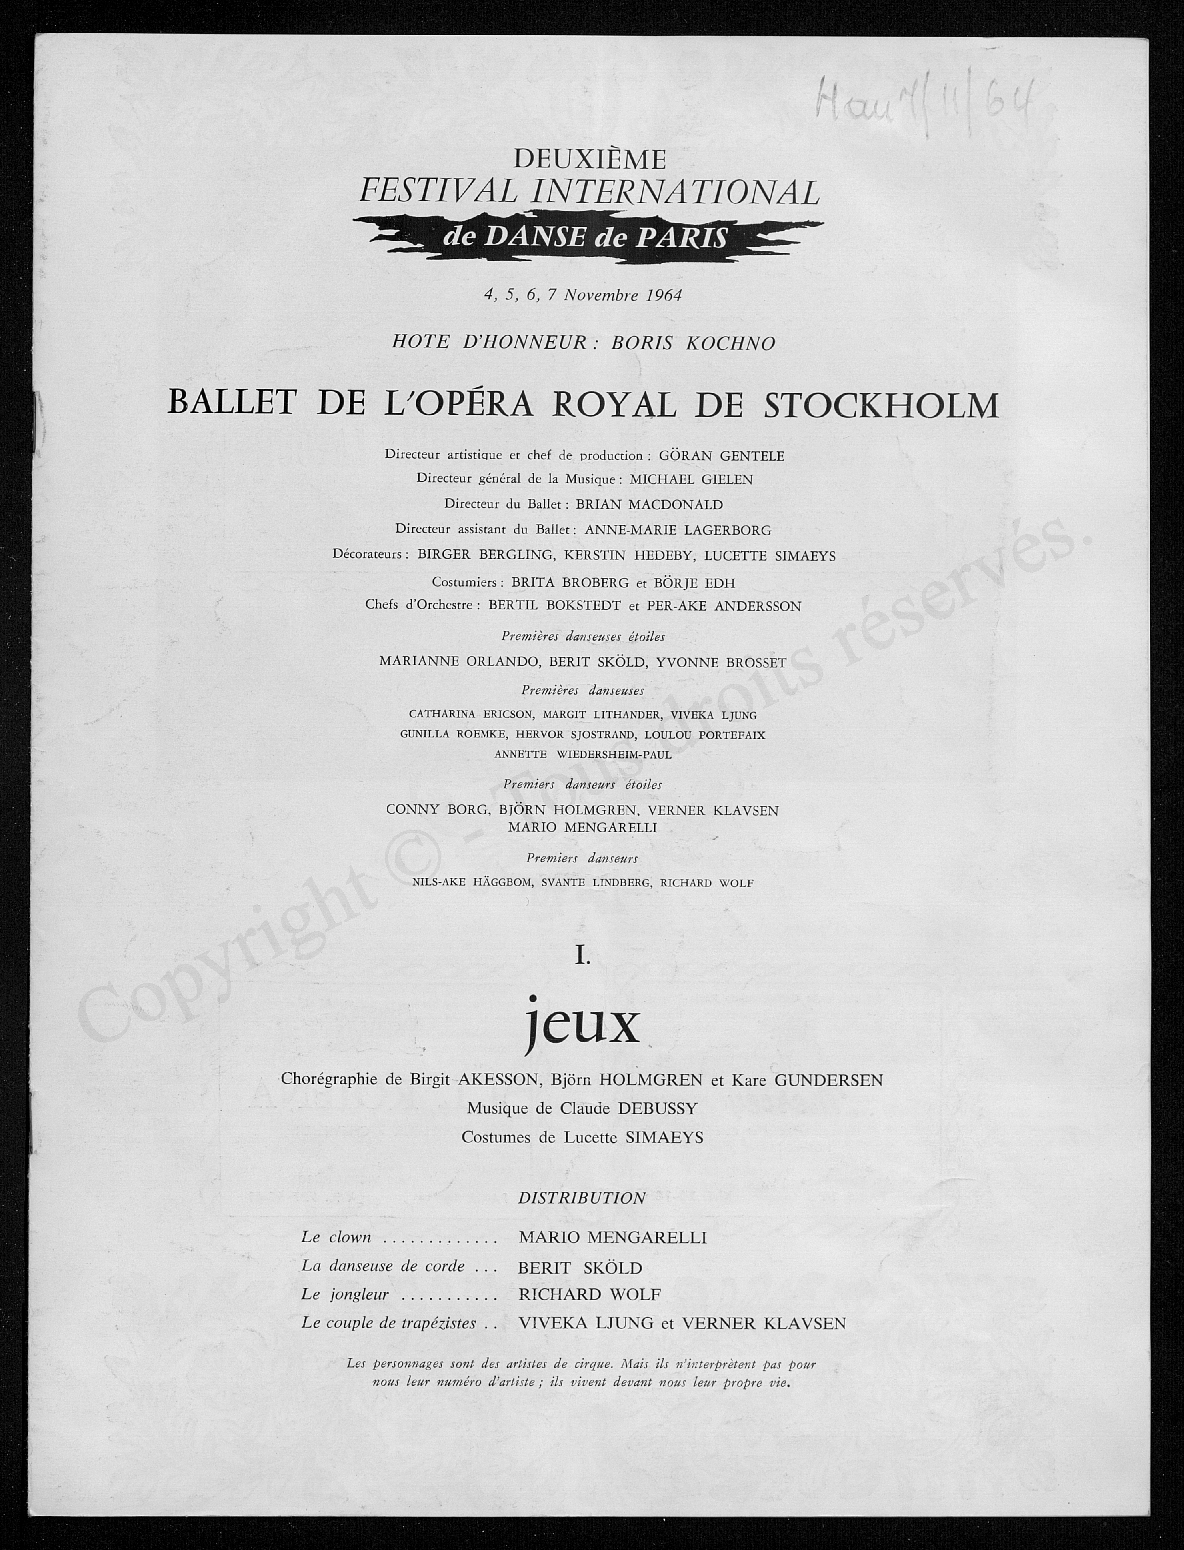 7/11/64
DEUXIÈME
FESTIVAL INTERNATIONAL
de DANSE de PARIS
4, 5, 6, 7 Novembre 1964
HOTE D'HONNEUR : BORIS KOCHNO
BALLET DE L'OPÉRA ROYAL DE STOCKHOLM
Directeur artistique et chef de production : GÖRAN GENTELE
Directeur général de la Musique : MICHAEL GIELEN
Directeur du Ballet : BRIAN MACDONALD
Directeur assistant du Ballet : ANNE-MARIE LAGERBORG
Décorateurs : BIRGER BERGLING, KERSTIN HEDEBY, LUCETTE SIMAEYS
Costumiers : BRITA BROBERG et BÖRJE EDH
Chefs d'Orchestre : BERTIL BOKSTEDT et PER-AKE ANDERSSON
Premières danseuses étoiles
MARIANNE ORLANDO, BERIT SKÖLD, YVONNE BROSSET
Premières danseuses
CATHARINA ERICSON, MARGIT LITHANDER, VIVEKA LJUNG
GUNILLA ROEMKE, HERVOR SJOSTRAND, LOULOU PORTEFAIX
ANNETTE WIEDERSHEIM-PAUL
Premiers danseurs étoiles
CONNY BORG, BJÖRN HOLMGREN, VERNER KLAVSEN
MARIO MENGARELLI
Premiers danseurs
NILS-AKE HÄGGBOM, SVANTE LINDBERG, RICHARD WOLF
Copyright © - Tous droits réservés.
I.
jeux
Chorégraphie de Birgit AKESSON, Björn HOLMGREN et Kare GUNDERSEN
Musique de Claude DEBUSSY
Costumes de Lucette SIMAEYS
DISTRIBUTION
Le clown ............. MARIO MENGARELLI
La danseuse de corde ... BERIT SKÖLD
Le jongleur ........... RICHARD WOLF
Le couple de trapézistes .. VIVEKA LJUNG et VERNER KLAVSEN
Les personnages sont des artistes de cirque. Mais ils n'interprètent pas pour
nous leur numéro d'artiste ; ils vivent devant nous leur propre vie.